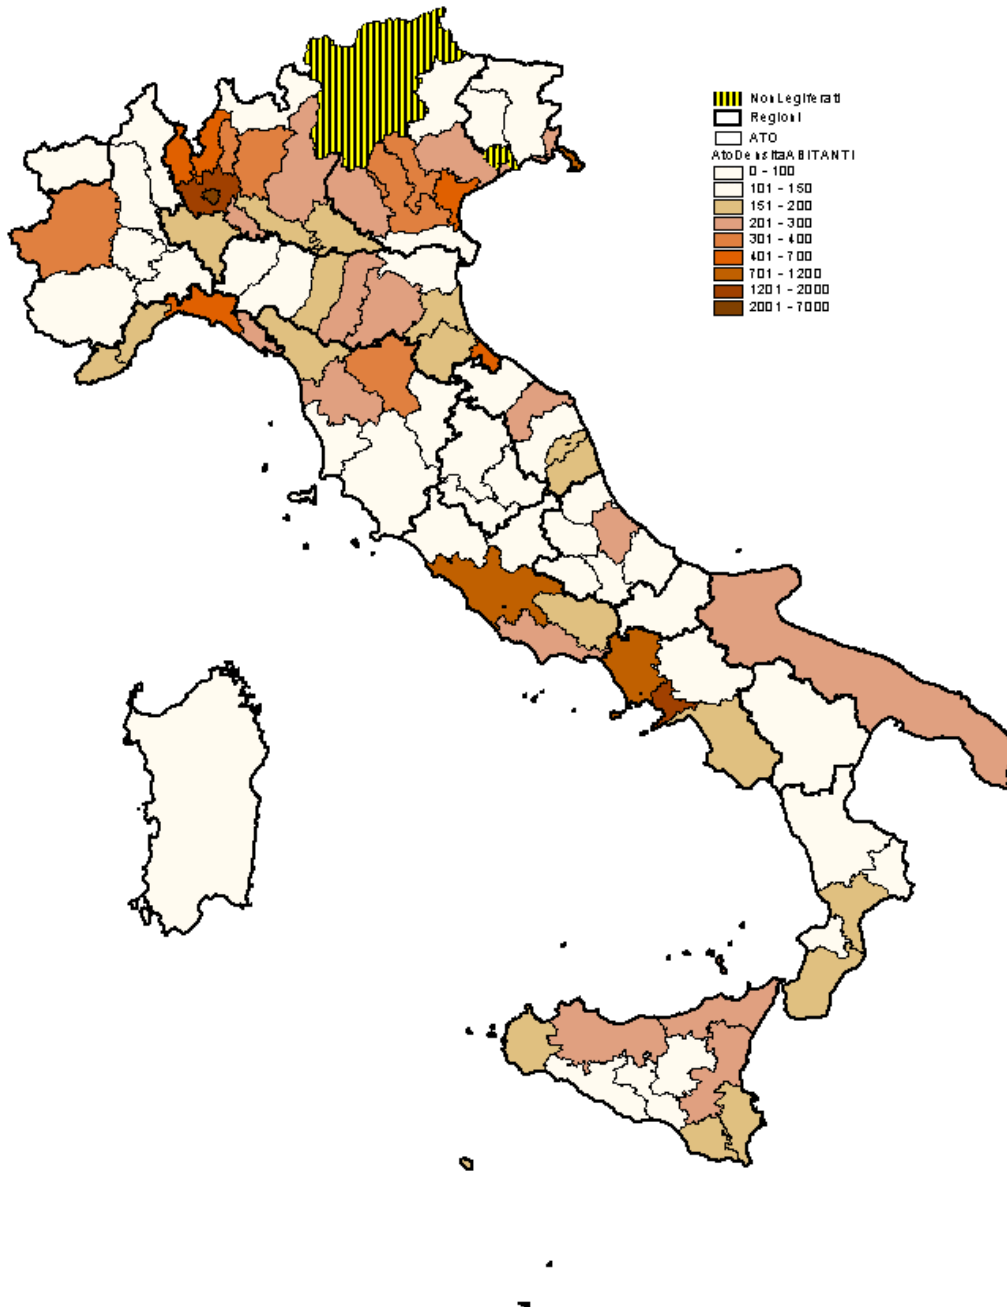 Non Legiferati
Regioni
ATO
AtoDensitaABITANTI
0 - 100
101 - 150
151 - 200
201 - 300
301 - 400
401 - 700
701 - 1200
1201 - 2000
2001 - 7000